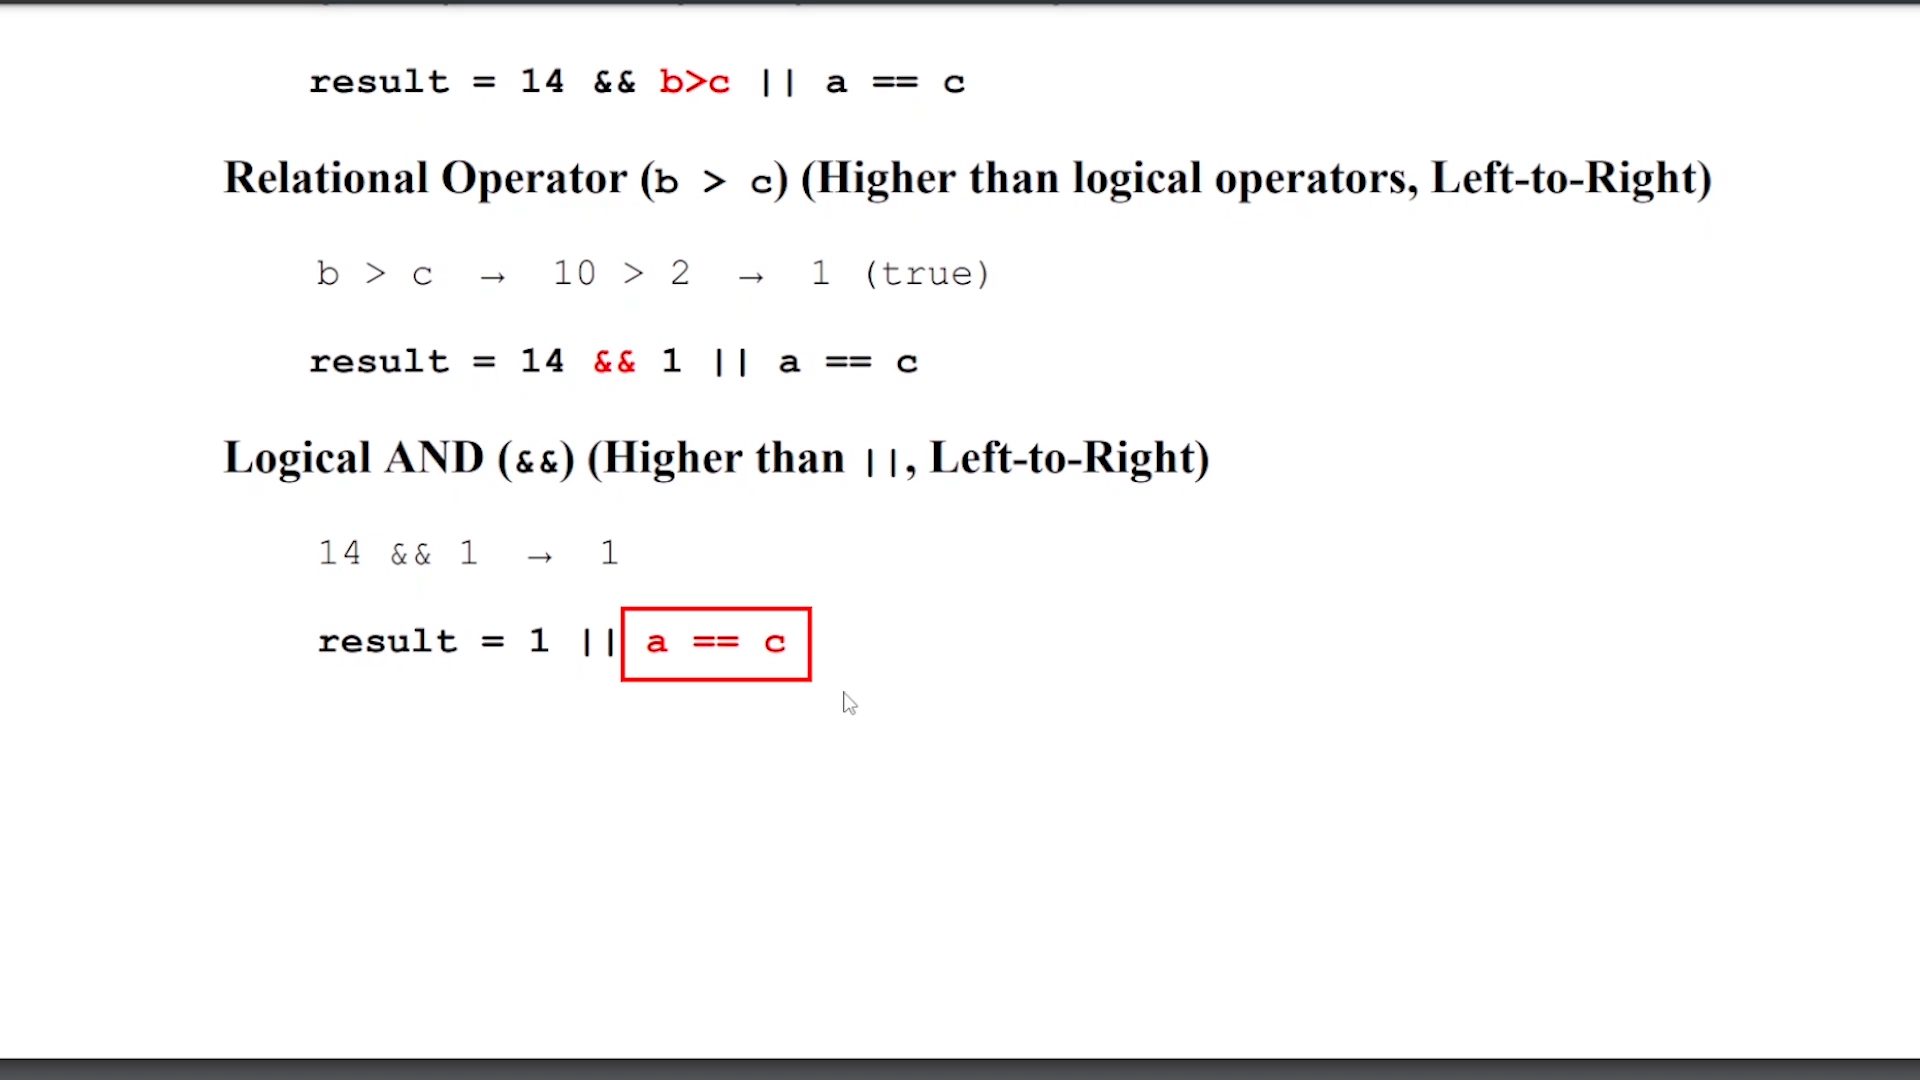 result = 14 && b>c || a == c
Relational Operator (b > c) (Higher than logical operators, Left-to-Right)
b > c → 10 > 2 → 1 (true)
result = 14 && 1 || a == c
Logical AND (&&) (Higher than ||, Left-to-Right)
14 && 1 → 1
result = 1 || a == c